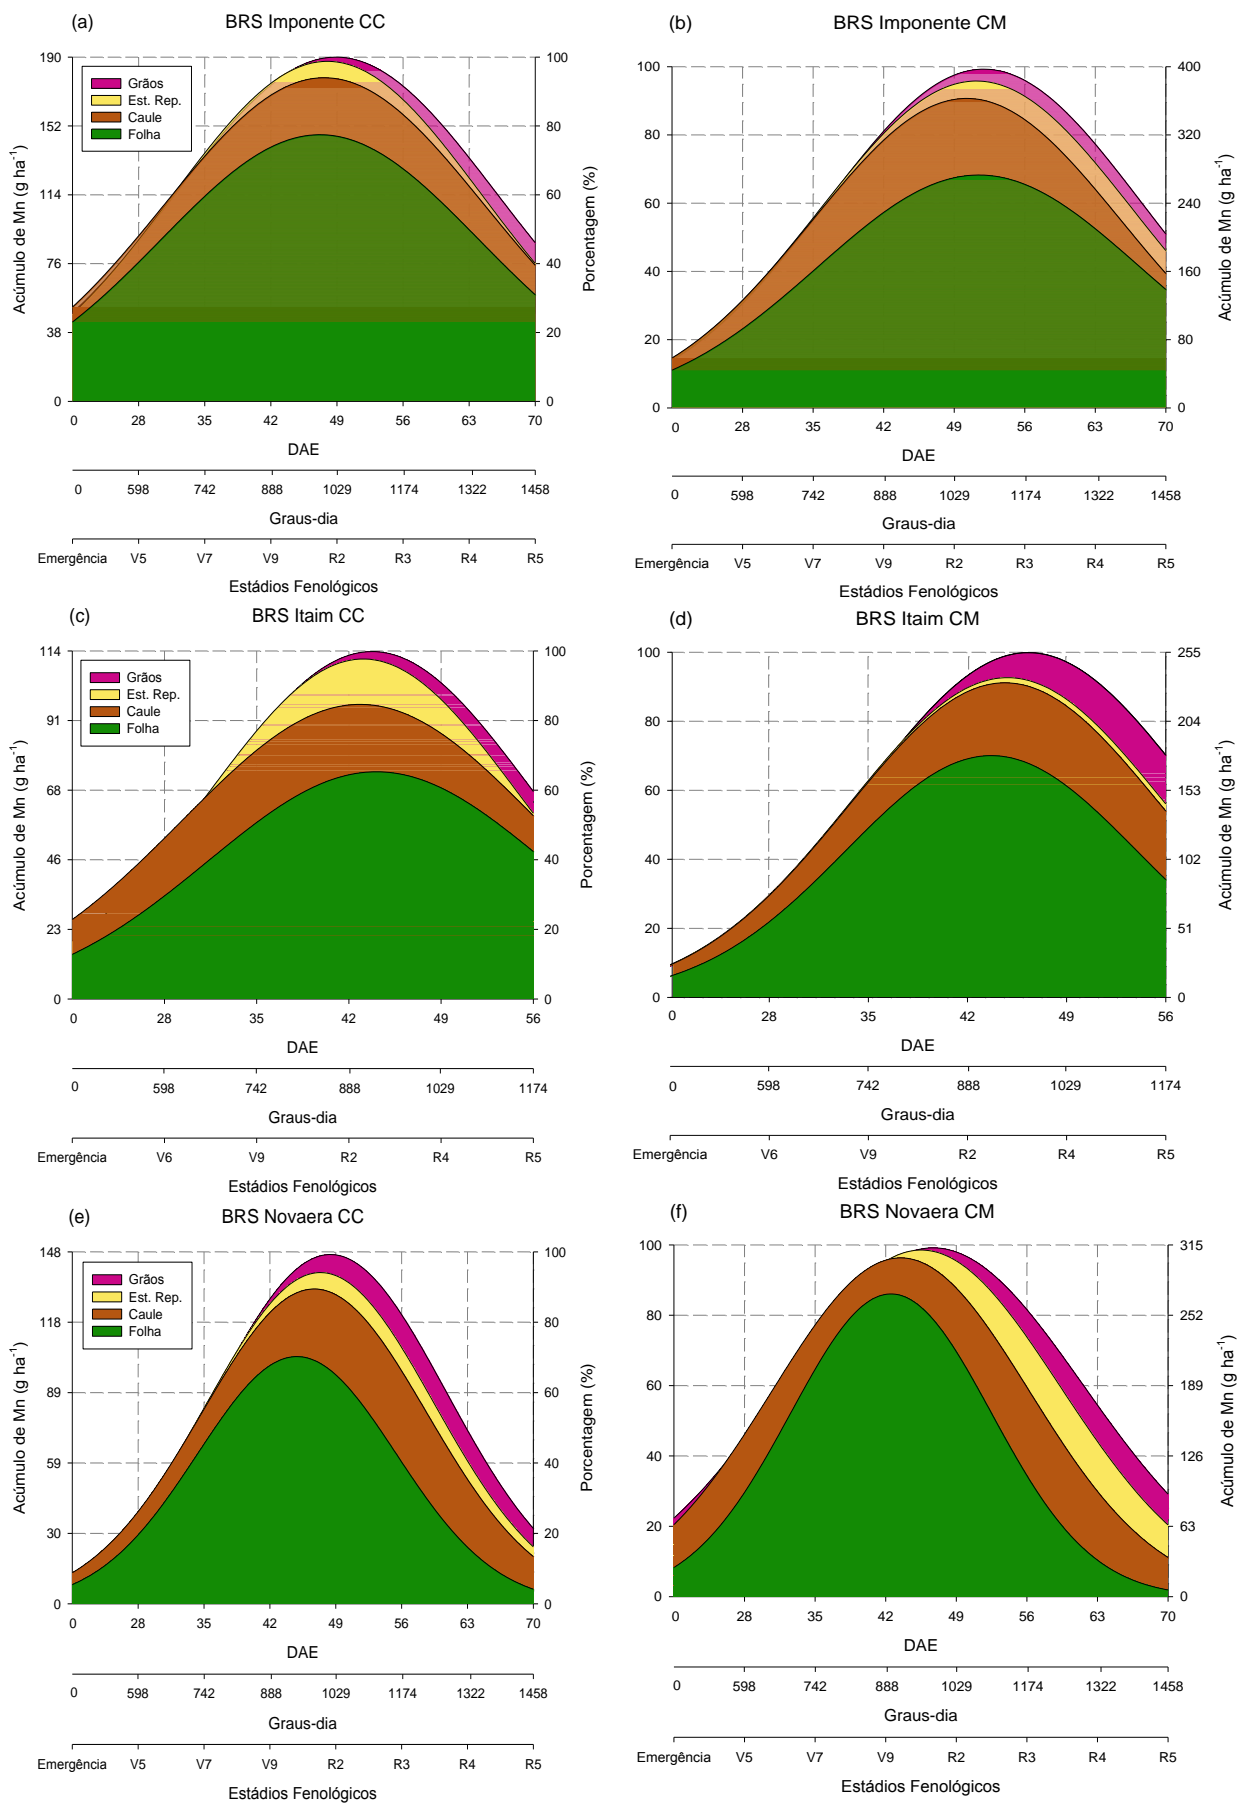 (a) BRS Imponente CC
190 100
152 80
114 60
76 40
38 20
0 0
Acúmulo de Mn (g ha-1)
Porcentagem (%)
Grãos
Est. Rep.
Caule
Folha
0 28 35 42 49 56 63 70
DAE
0 598 742 888 1029 1174 1322 1458
Graus-dia
Emergência V5 V7 V9 R2 R3 R4 R5
Estádios Fenológicos
(b) BRS Imponente CM
100 400
80 320
60 240
40 160
20 80
0 0
Acúmulo de Mn (g ha-1)
0 28 35 42 49 56 63 70
DAE
0 598 742 888 1029 1174 1322 1458
Graus-dia
Emergência V5 V7 V9 R2 R3 R4 R5
Estádios Fenológicos
(c) BRS Itaim CC
114 100
91 80
68 60
46 40
23 20
0 0
Acúmulo de Mn (g ha-1)
Porcentagem (%)
Grãos
Est. Rep.
Caule
Folha
0 28 35 42 49 56
DAE
0 598 742 888 1029 1174
Graus-dia
Emergência V6 V9 R2 R4 R5
Estádios Fenológicos
(d) BRS Itaim CM
100 255
80 204
60 153
40 102
20 51
0 0
Acúmulo de Mn (g ha-1)
0 28 35 42 49 56
DAE
0 598 742 888 1029 1174
Graus-dia
Emergência V6 V9 R2 R4 R5
Estádios Fenológicos
(e) BRS Novaera CC
148 100
118 80
89 60
59 40
30 20
0 0
Acúmulo de Mn (g ha-1)
Porcentagem (%)
Grãos
Est. Rep.
Caule
Folha
0 28 35 42 49 56 63 70
DAE
0 598 742 888 1029 1174 1322 1458
Graus-dia
Emergência V5 V7 V9 R2 R3 R4 R5
Estádios Fenológicos
(f) BRS Novaera CM
100 315
80 252
60 189
40 126
20 63
0 0
Acúmulo de Mn (g ha-1)
0 28 35 42 49 56 63 70
DAE
0 598 742 888 1029 1174 1322 1458
Graus-dia
Emergência V5 V7 V9 R2 R3 R4 R5
Estádios Fenológicos